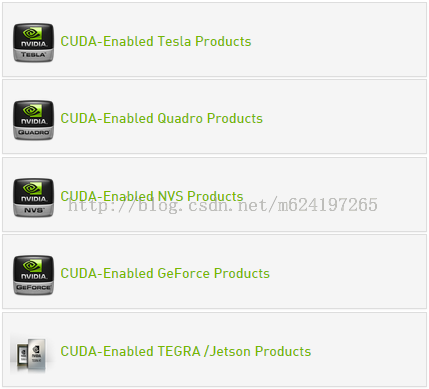 NVIDIA.
TESLA
CUDA-Enabled Tesla Products
NVIDIA.
QUADRO
CUDA-Enabled Quadro Products
NVIDIA.
NVS
CUDA-Enabled NVS Products
http://blog.csdn.net/m624197265
NVIDIA.
GEFORCE
CUDA-Enabled GeForce Products
CUDA-Enabled TEGRA /Jetson Products